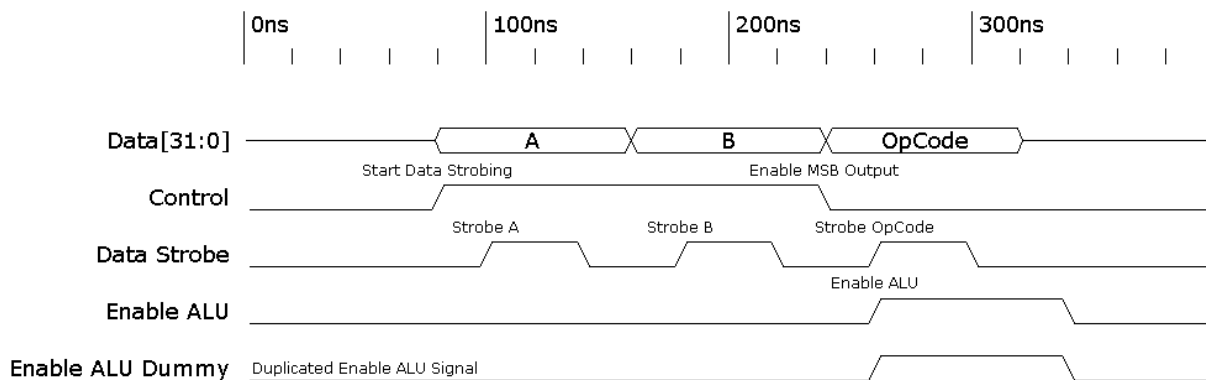 0ns 100ns 200ns 300ns
Data[31:0] A B OpCode
Start Data Strobing Enable MSB Output
Control
Strobe A Strobe B Strobe OpCode
Data Strobe
Enable ALU
Enable ALU
Enable ALU Dummy Duplicated Enable ALU Signal